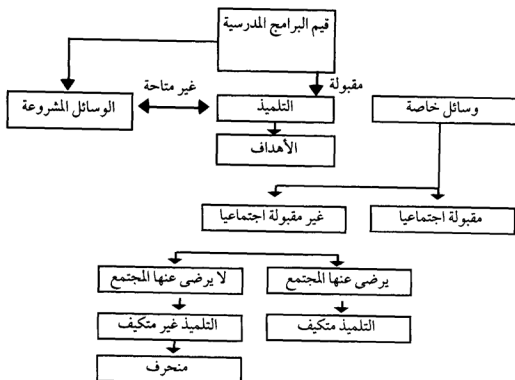 قيم البرامج المدرسية
مقبولة
غير متاحة
وسائل خاصة
التلميذ
الوسائل المشروعة
الأهداف
مقبولة اجتماعيا
غير مقبولة اجتماعيا
يرضى عنها المجتمع
لا يرضى عنها المجتمع
التلميذ متكيف
التلميذ غير متكيف
منحرف